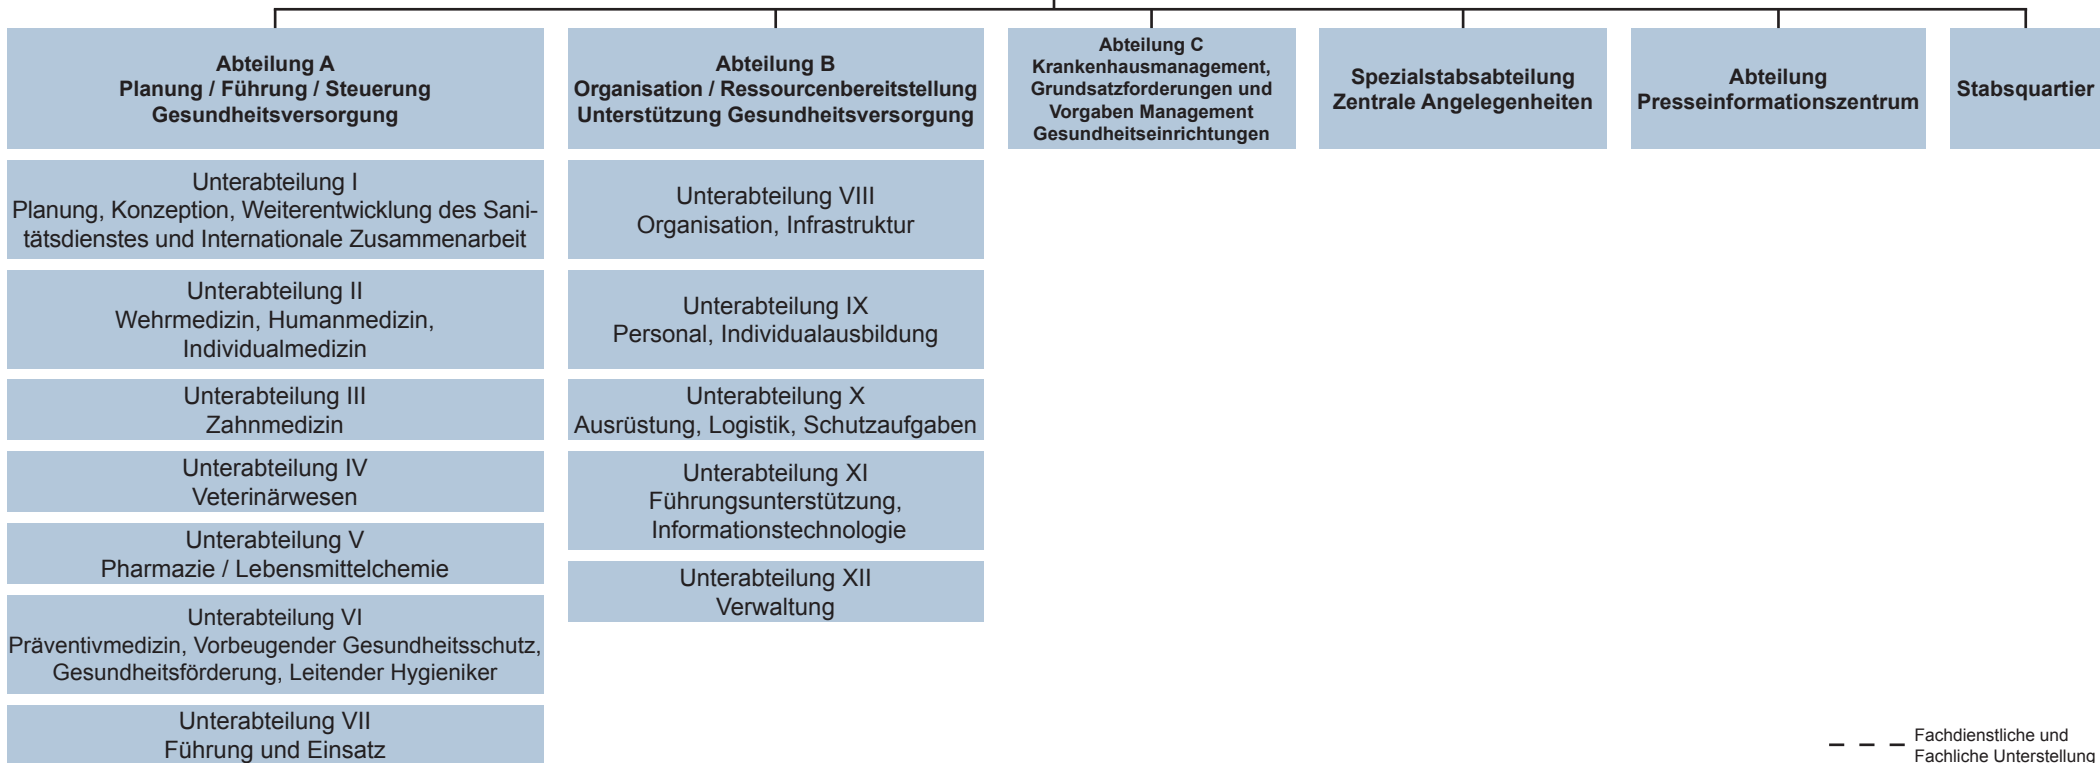 Abteilung A
Planung / Führung / Steuerung
Gesundheitsversorgung
Abteilung B
Organisation / Ressourcenbereitstellung
Unterstützung Gesundheitsversorgung
Abteilung C
Krankenhausmanagement,
Grundsatzforderungen und
Vorgaben Management
Gesundheitseinrichtungen
Spezialstabsabteilung
Zentrale Angelegenheiten
Abteilung
Presseinformationszentrum
Stabsquartier
Unterabteilung I
Planung, Konzeption, Weiterentwicklung des Sani-
tätsdienstes und Internationale Zusammenarbeit
Unterabteilung II
Wehrmedizin, Humanmedizin,
Individualmedizin
Unterabteilung III
Zahnmedizin
Unterabteilung IV
Veterinärwesen
Unterabteilung V
Pharmazie / Lebensmittelchemie
Unterabteilung VI
Präventivmedizin, Vorbeugender Gesundheitsschutz,
Gesundheitsförderung, Leitender Hygieniker
Unterabteilung VII
Führung und Einsatz
Unterabteilung VIII
Organisation, Infrastruktur
Unterabteilung IX
Personal, Individualausbildung
Unterabteilung X
Ausrüstung, Logistik, Schutzaufgaben
Unterabteilung XI
Führungsunterstützung,
Informationstechnologie
Unterabteilung XII
Verwaltung
Fachdienstliche und
Fachliche Unterstellung